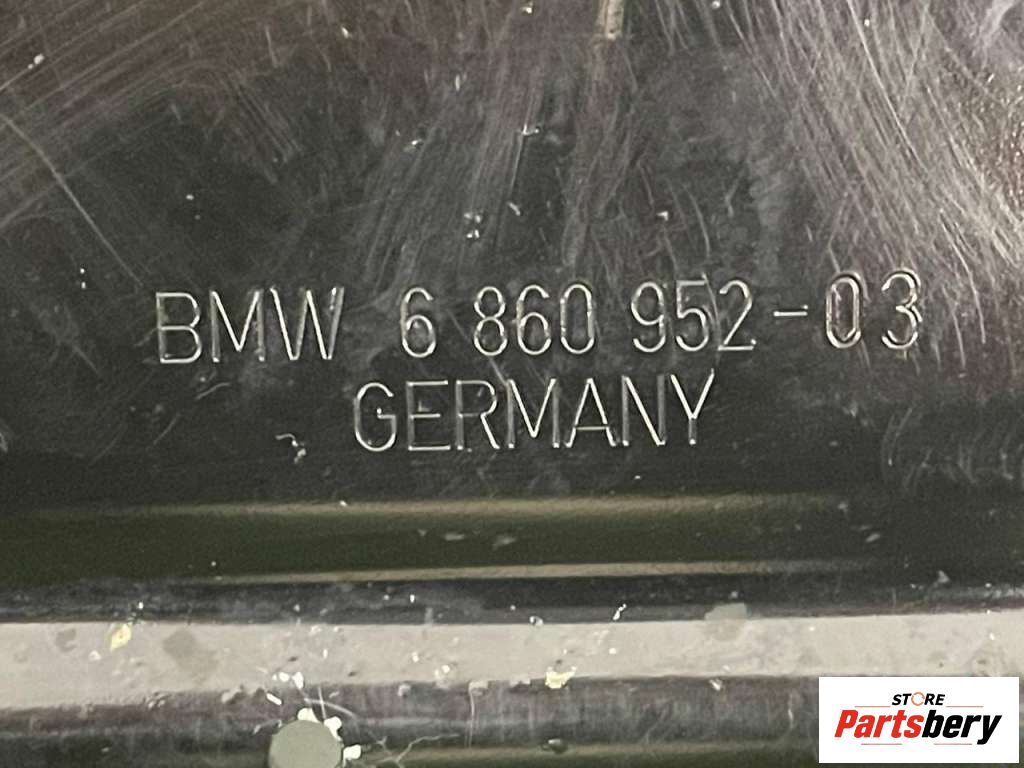 BMW 6 860 952-03
GERMANY
STORE
Partsbery